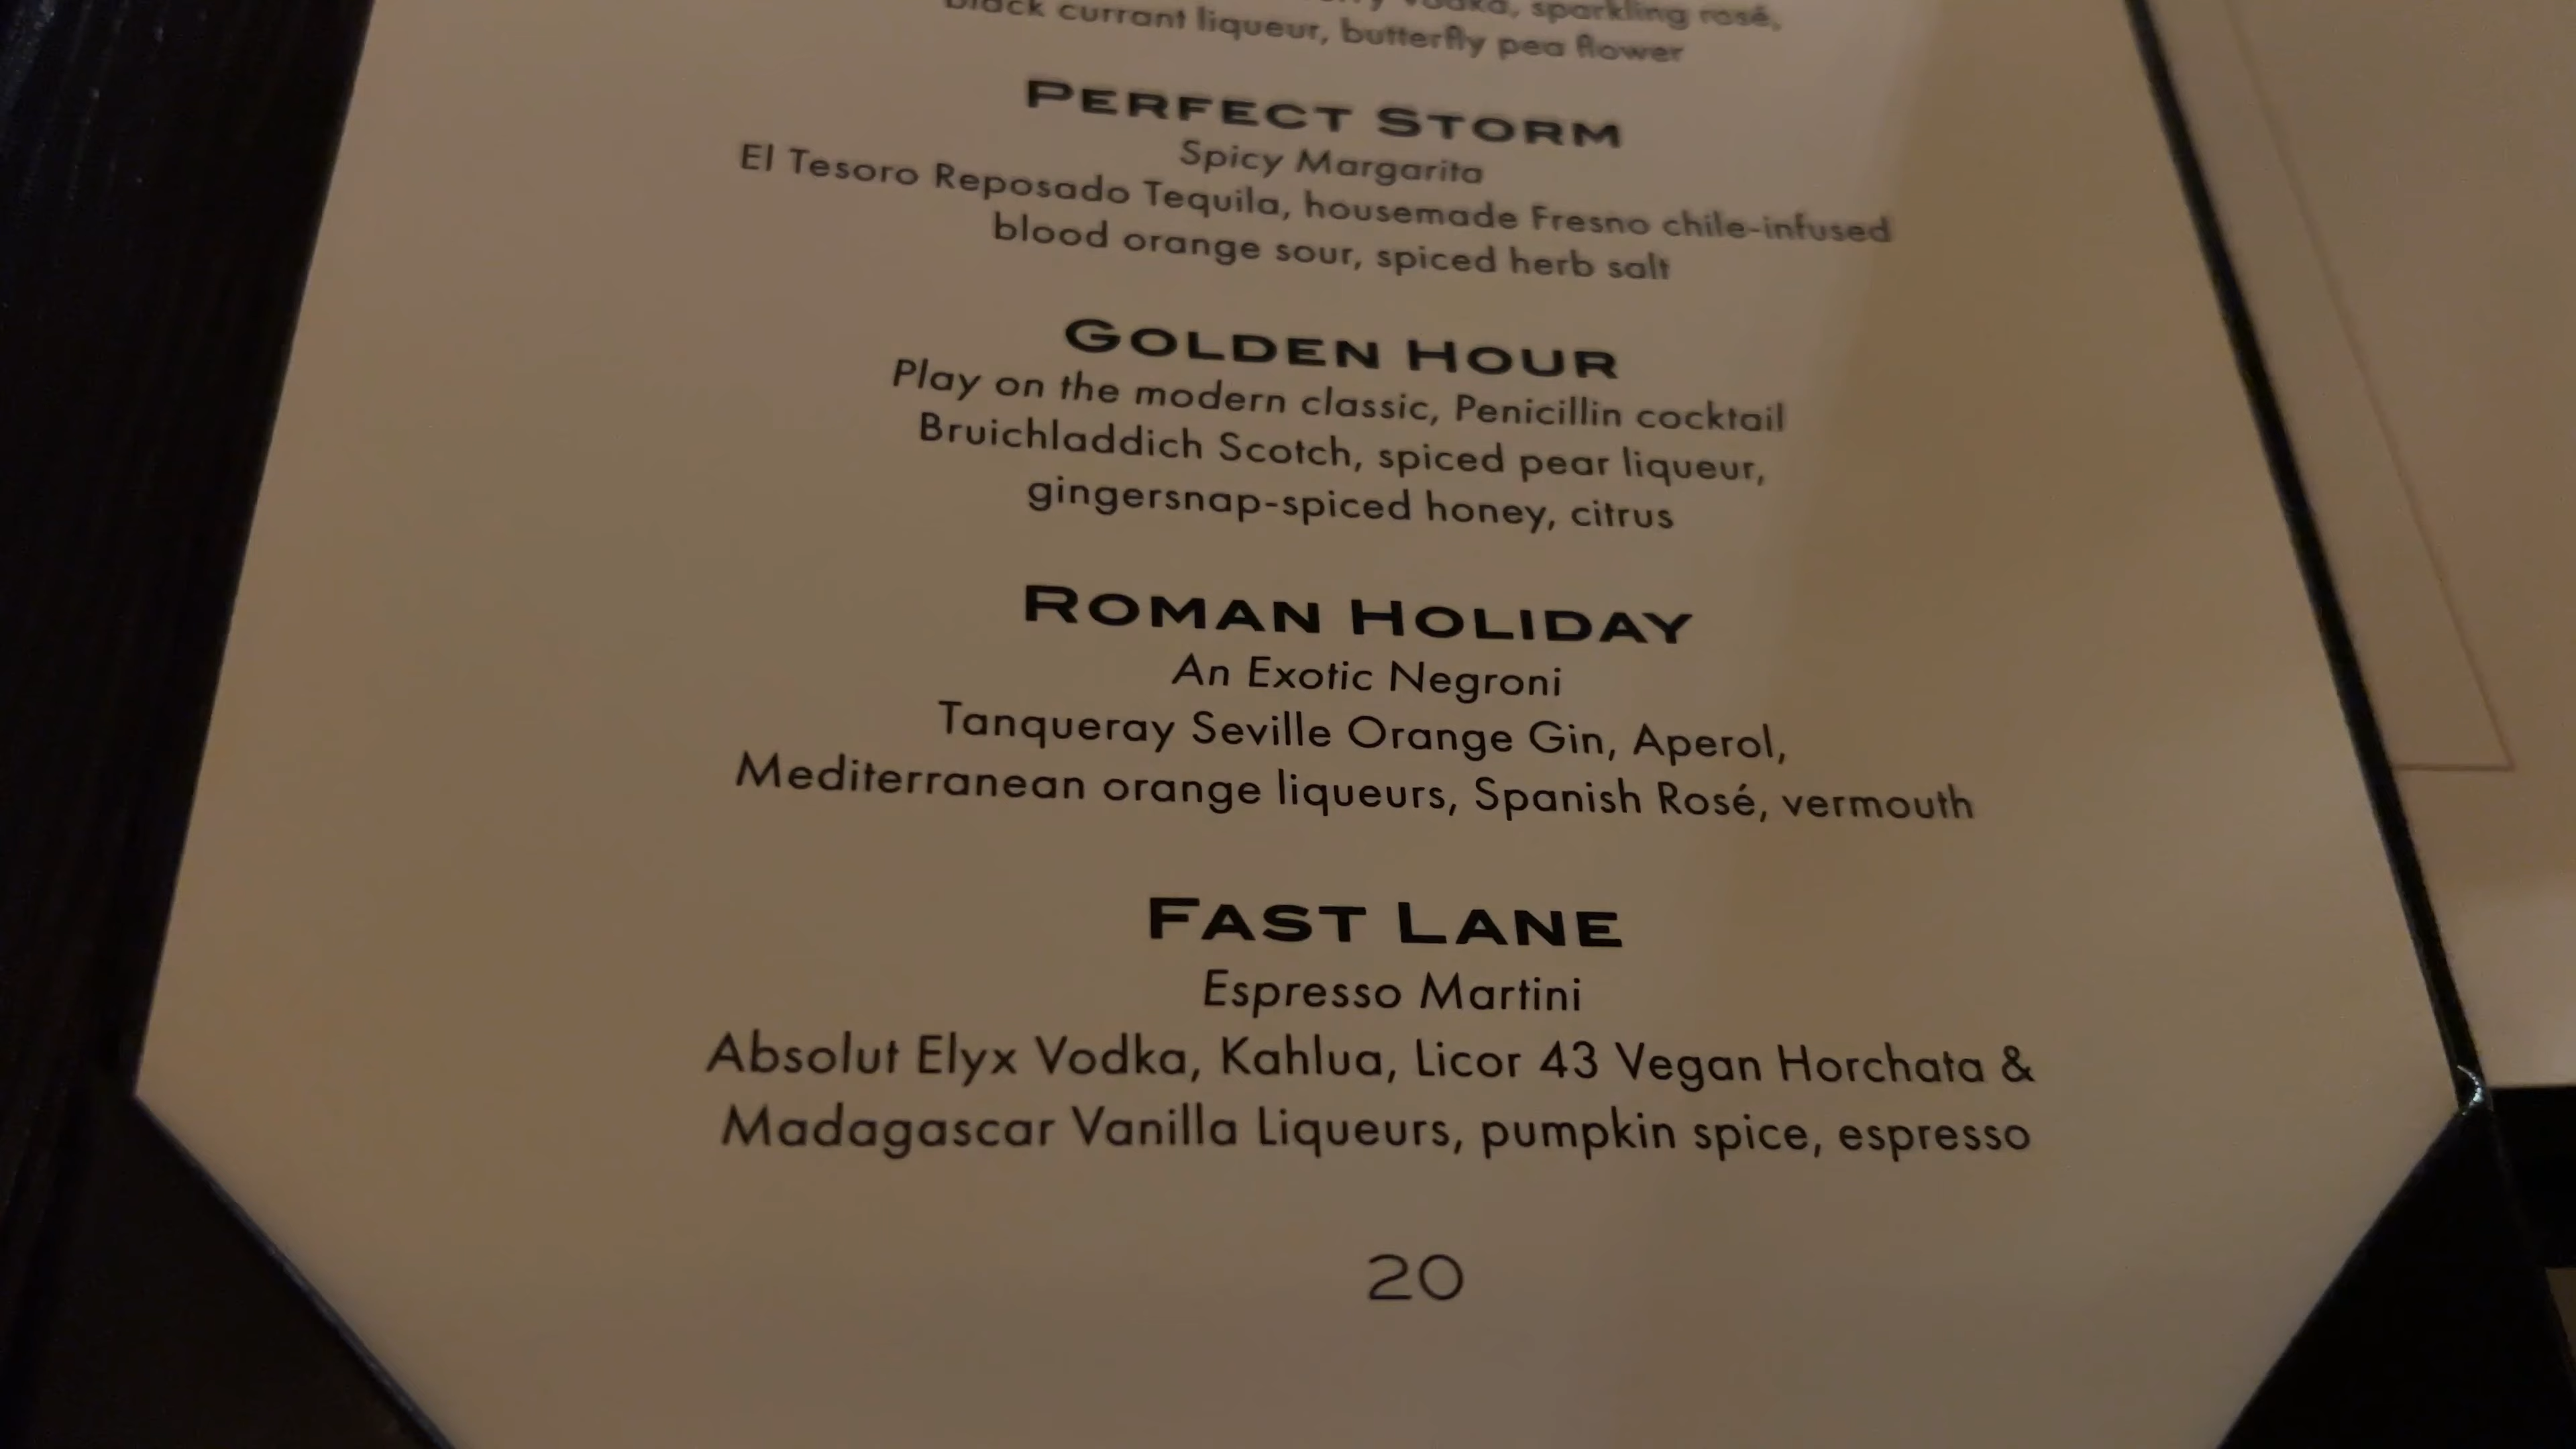 vodka, sparkling rosé,
black currant liqueur, butterfly pea flower
PERFECT STORM
Spicy Margarita
El Tesoro Reposado Tequila, housemade Fresno chile-infused
blood orange sour, spiced herb salt
GOLDEN HOUR
Play on the modern classic, Penicillin cocktail
Bruichladdich Scotch, spiced pear liqueur,
gingersnap-spiced honey, citrus
ROMAN HOLIDAY
An Exotic Negroni
Tanqueray Seville Orange Gin, Aperol,
Mediterranean orange liqueurs, Spanish Rosé, vermouth
FAST LANE
Espresso Martini
Absolut Elyx Vodka, Kahlua, Licor 43 Vegan Horchata &
Madagascar Vanilla Liqueurs, pumpkin spice, espresso
20